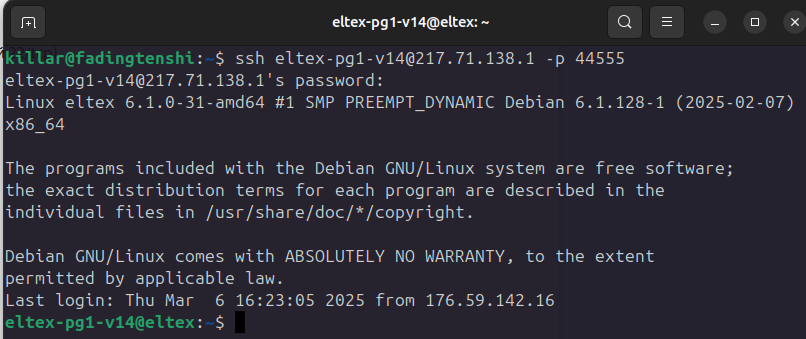 eltex-pg1-v14@eltex: ~
killar@fadingtenshi:~$ ssh eltex-pg1-v14@217.71.138.1 -p 44555
eltex-pg1-v14@217.71.138.1's password:
Linux eltex 6.1.0-31-amd64 #1 SMP PREEMPT_DYNAMIC Debian 6.1.128-1 (2025-02-07)
x86_64
The programs included with the Debian GNU/Linux system are free software;
the exact distribution terms for each program are described in the
individual files in /usr/share/doc/*/copyright.
Debian GNU/Linux comes with ABSOLUTELY NO WARRANTY, to the extent
permitted by applicable law.
Last login: Thu Mar  6 16:23:05 2025 from 176.59.142.16
eltex-pg1-v14@eltex:~$